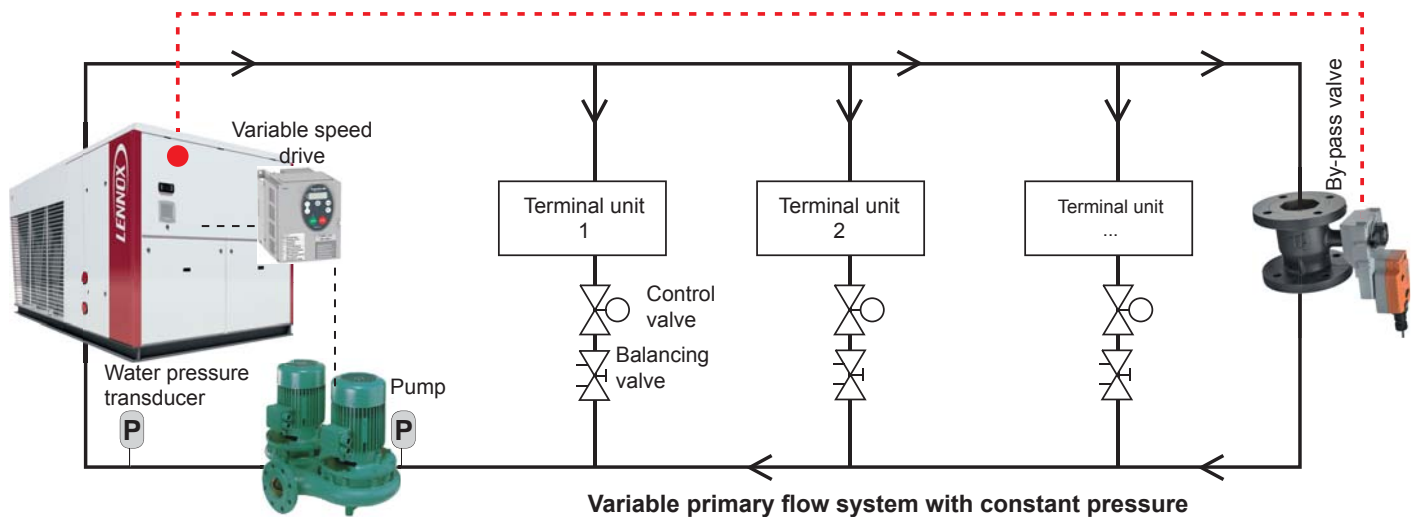 Variable speed
drive
LENNOX
Terminal unit
1
Terminal unit
2
Terminal unit
...
By-pass valve
Control
valve
Balancing
valve
Water pressure
transducer
P
Pump
P
Variable primary flow system with constant pressure